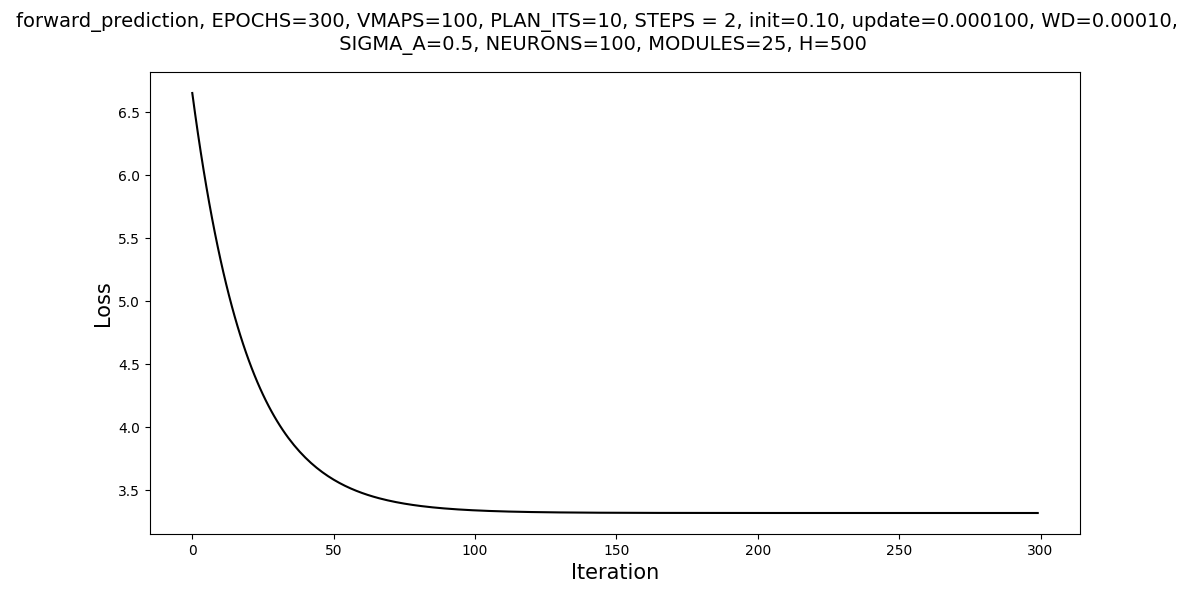 forward_prediction, EPOCHS=300, VMAPS=100, PLAN_ITS=10, STEPS = 2, init=0.10, update=0.000100, WD=0.00010,
SIGMA_A=0.5, NEURONS=100, MODULES=25, H=500
6.5
6.0
5.5
5.0
4.5
4.0
3.5
Loss
0 50 100 150 200 250 300
Iteration